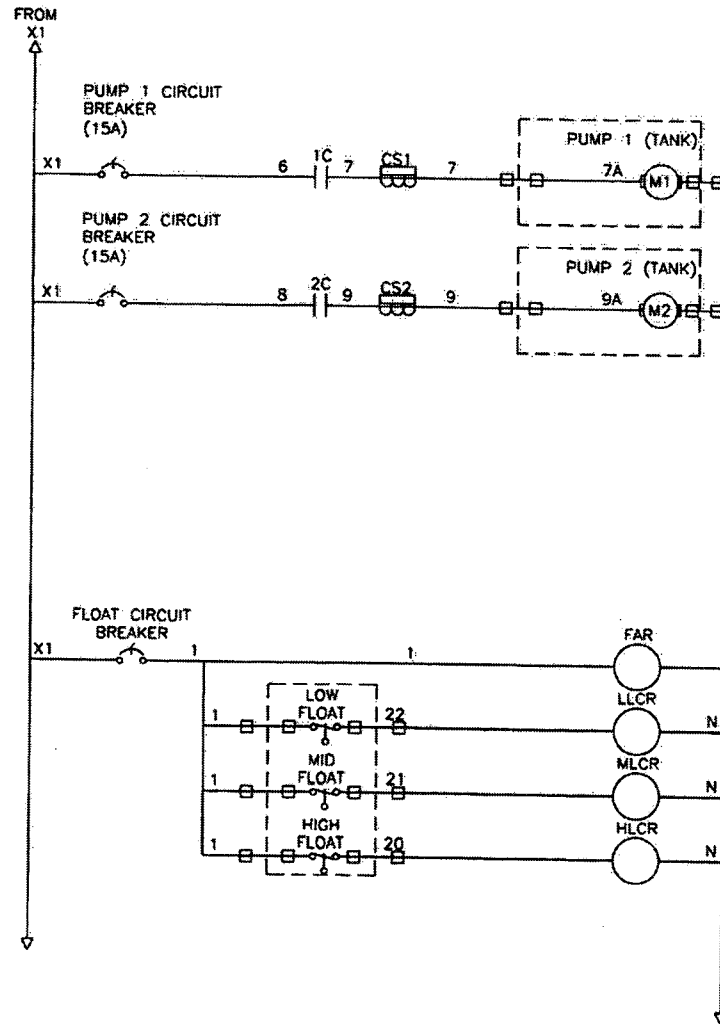 FROM
X1
PUMP 1 CIRCUIT
BREAKER
(15A)
PUMP 1 (TANK)
X1 6 1C 7 CS1 7 7A M1
PUMP 2 CIRCUIT
BREAKER
(15A)
PUMP 2 (TANK)
X1 8 2C 9 CS2 9 9A M2
FLOAT CIRCUIT
BREAKER
FAR
X1 1 1
LOW
FLOAT
LLCR
1 22 N
MID
FLOAT
MLCR
1 21 N
HIGH
FLOAT
HLCR
1 20 N